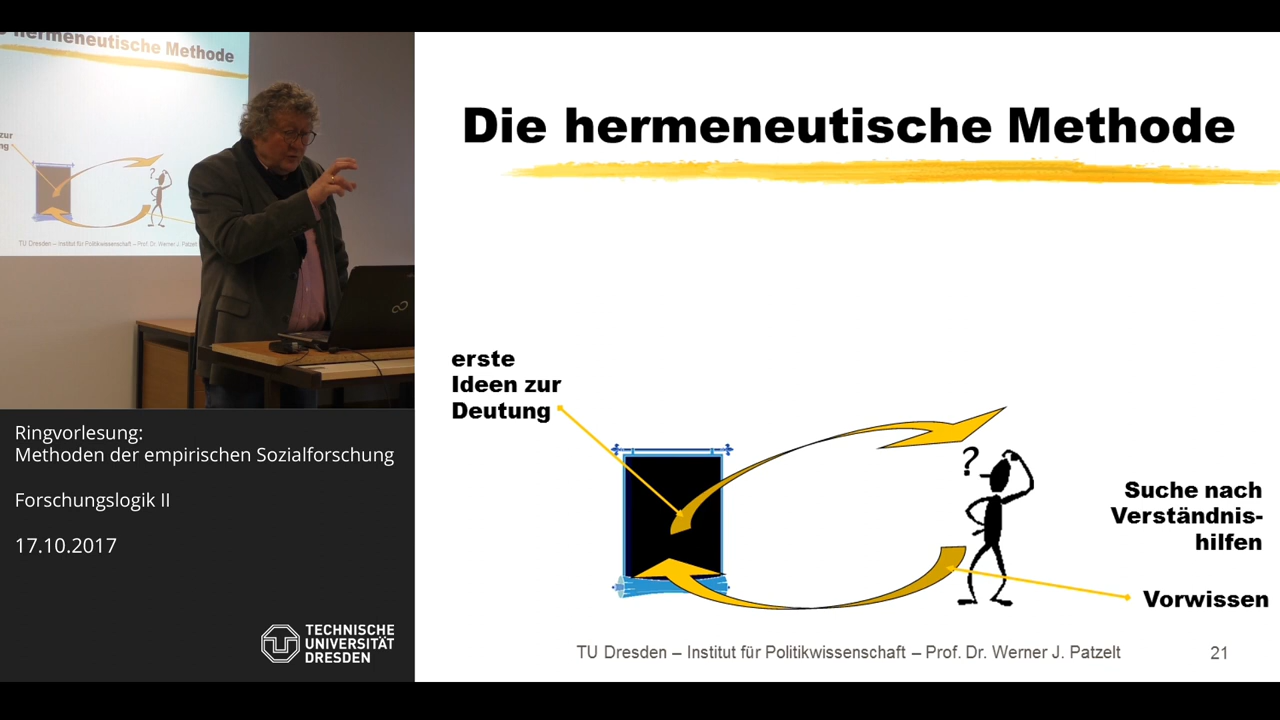 hermeneutische Methode
zur
ng
?
TU Dresden – Institut für Politikwissenschaft – Prof. Dr. Werner J. Patzelt
Ringvorlesung:
Methoden der empirischen Sozialforschung
Forschungslogik II
17.10.2017
TECHNISCHE
UNIVERSITÄT
DRESDEN
Die hermeneutische Methode
erste
Ideen zur
Deutung
?
Suche nach
Verständnis-
hilfen
Vorwissen
TU Dresden – Institut für Politikwissenschaft – Prof. Dr. Werner J. Patzelt
21